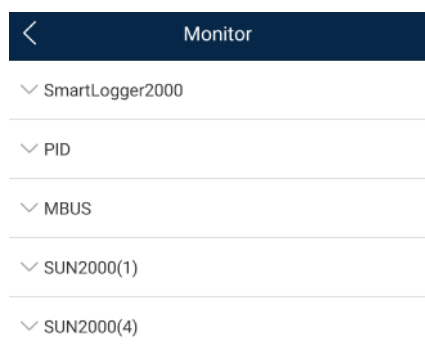 Monitor
SmartLogger2000
PID
MBUS
SUN2000(1)
SUN2000(4)